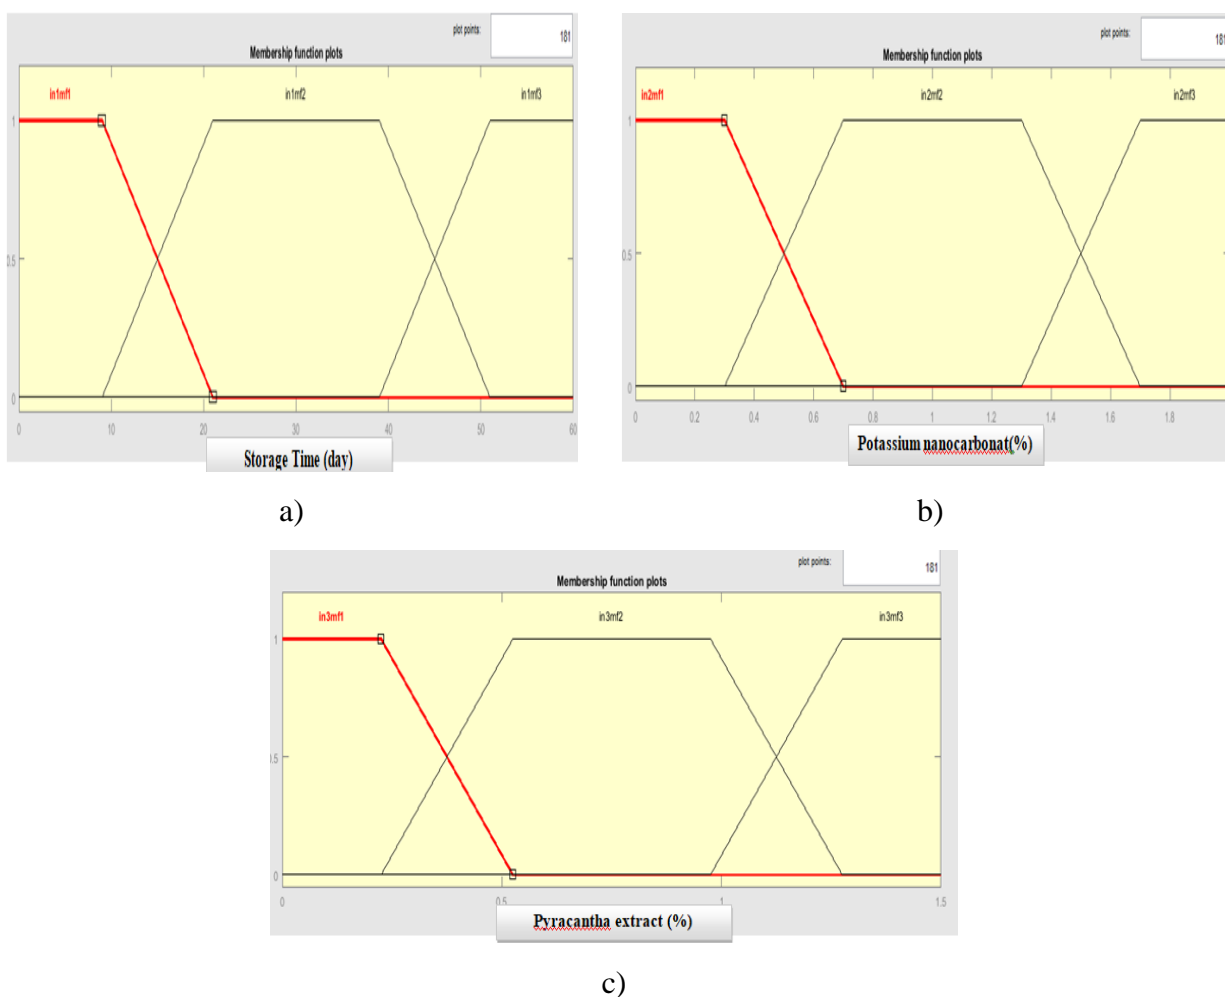 plot points:
181
Membership function plots
in1mf1
in1mf2
in1mf3
1
0.5
0
0
10
20
30
40
50
60
Storage Time (day)
a)
plot points:
181
Membership function plots
in2mf1
in2mf2
in2mf3
1
0.5
0
0
0.2
0.4
0.6
0.8
1
1.2
1.4
1.6
1.8
Potassium nanocarbonat(%)
b)
plot points:
181
Membership function plots
in3mf1
in3mf2
in3mf3
1
0.5
0
0
0.5
1
1.5
Pyracantha extract (%)
c)